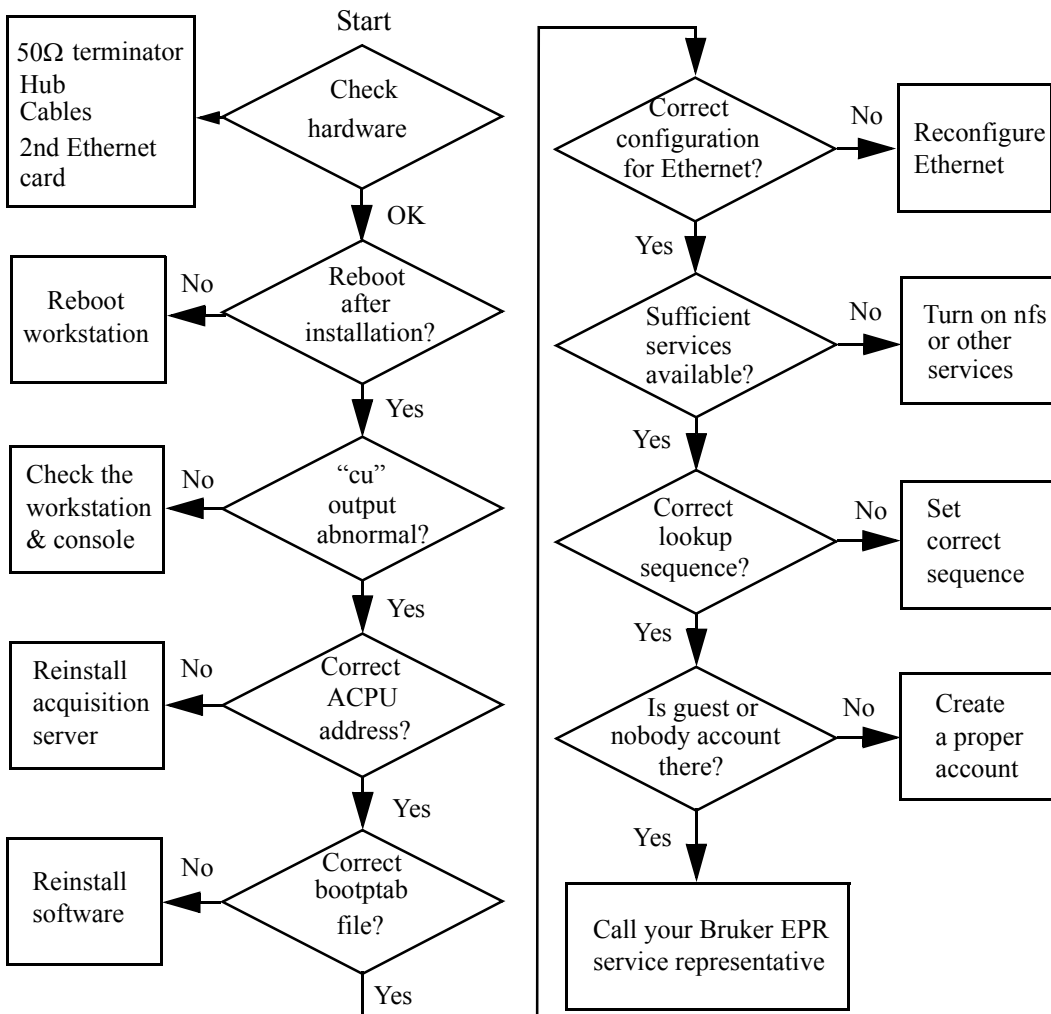 Start
50Ω terminator
Hub
Cables
2nd Ethernet
card
Check
hardware
OK
Reboot
workstation
No
Reboot
after
installation?
Yes
Check the
workstation
& console
No
“cu”
output
abnormal?
Yes
Reinstall
acquisition
server
No
Correct
ACPU
address?
Yes
Reinstall
software
No
Correct
bootptab
file?
Yes
Correct
configuration
for Ethernet?
No
Reconfigure
Ethernet
Yes
Sufficient
services
available?
No
Turn on nfs
or other
services
Yes
Correct
lookup
sequence?
No
Set
correct
sequence
Yes
Is guest or
nobody account
there?
No
Create
a proper
account
Yes
Call your Bruker EPR
service representative